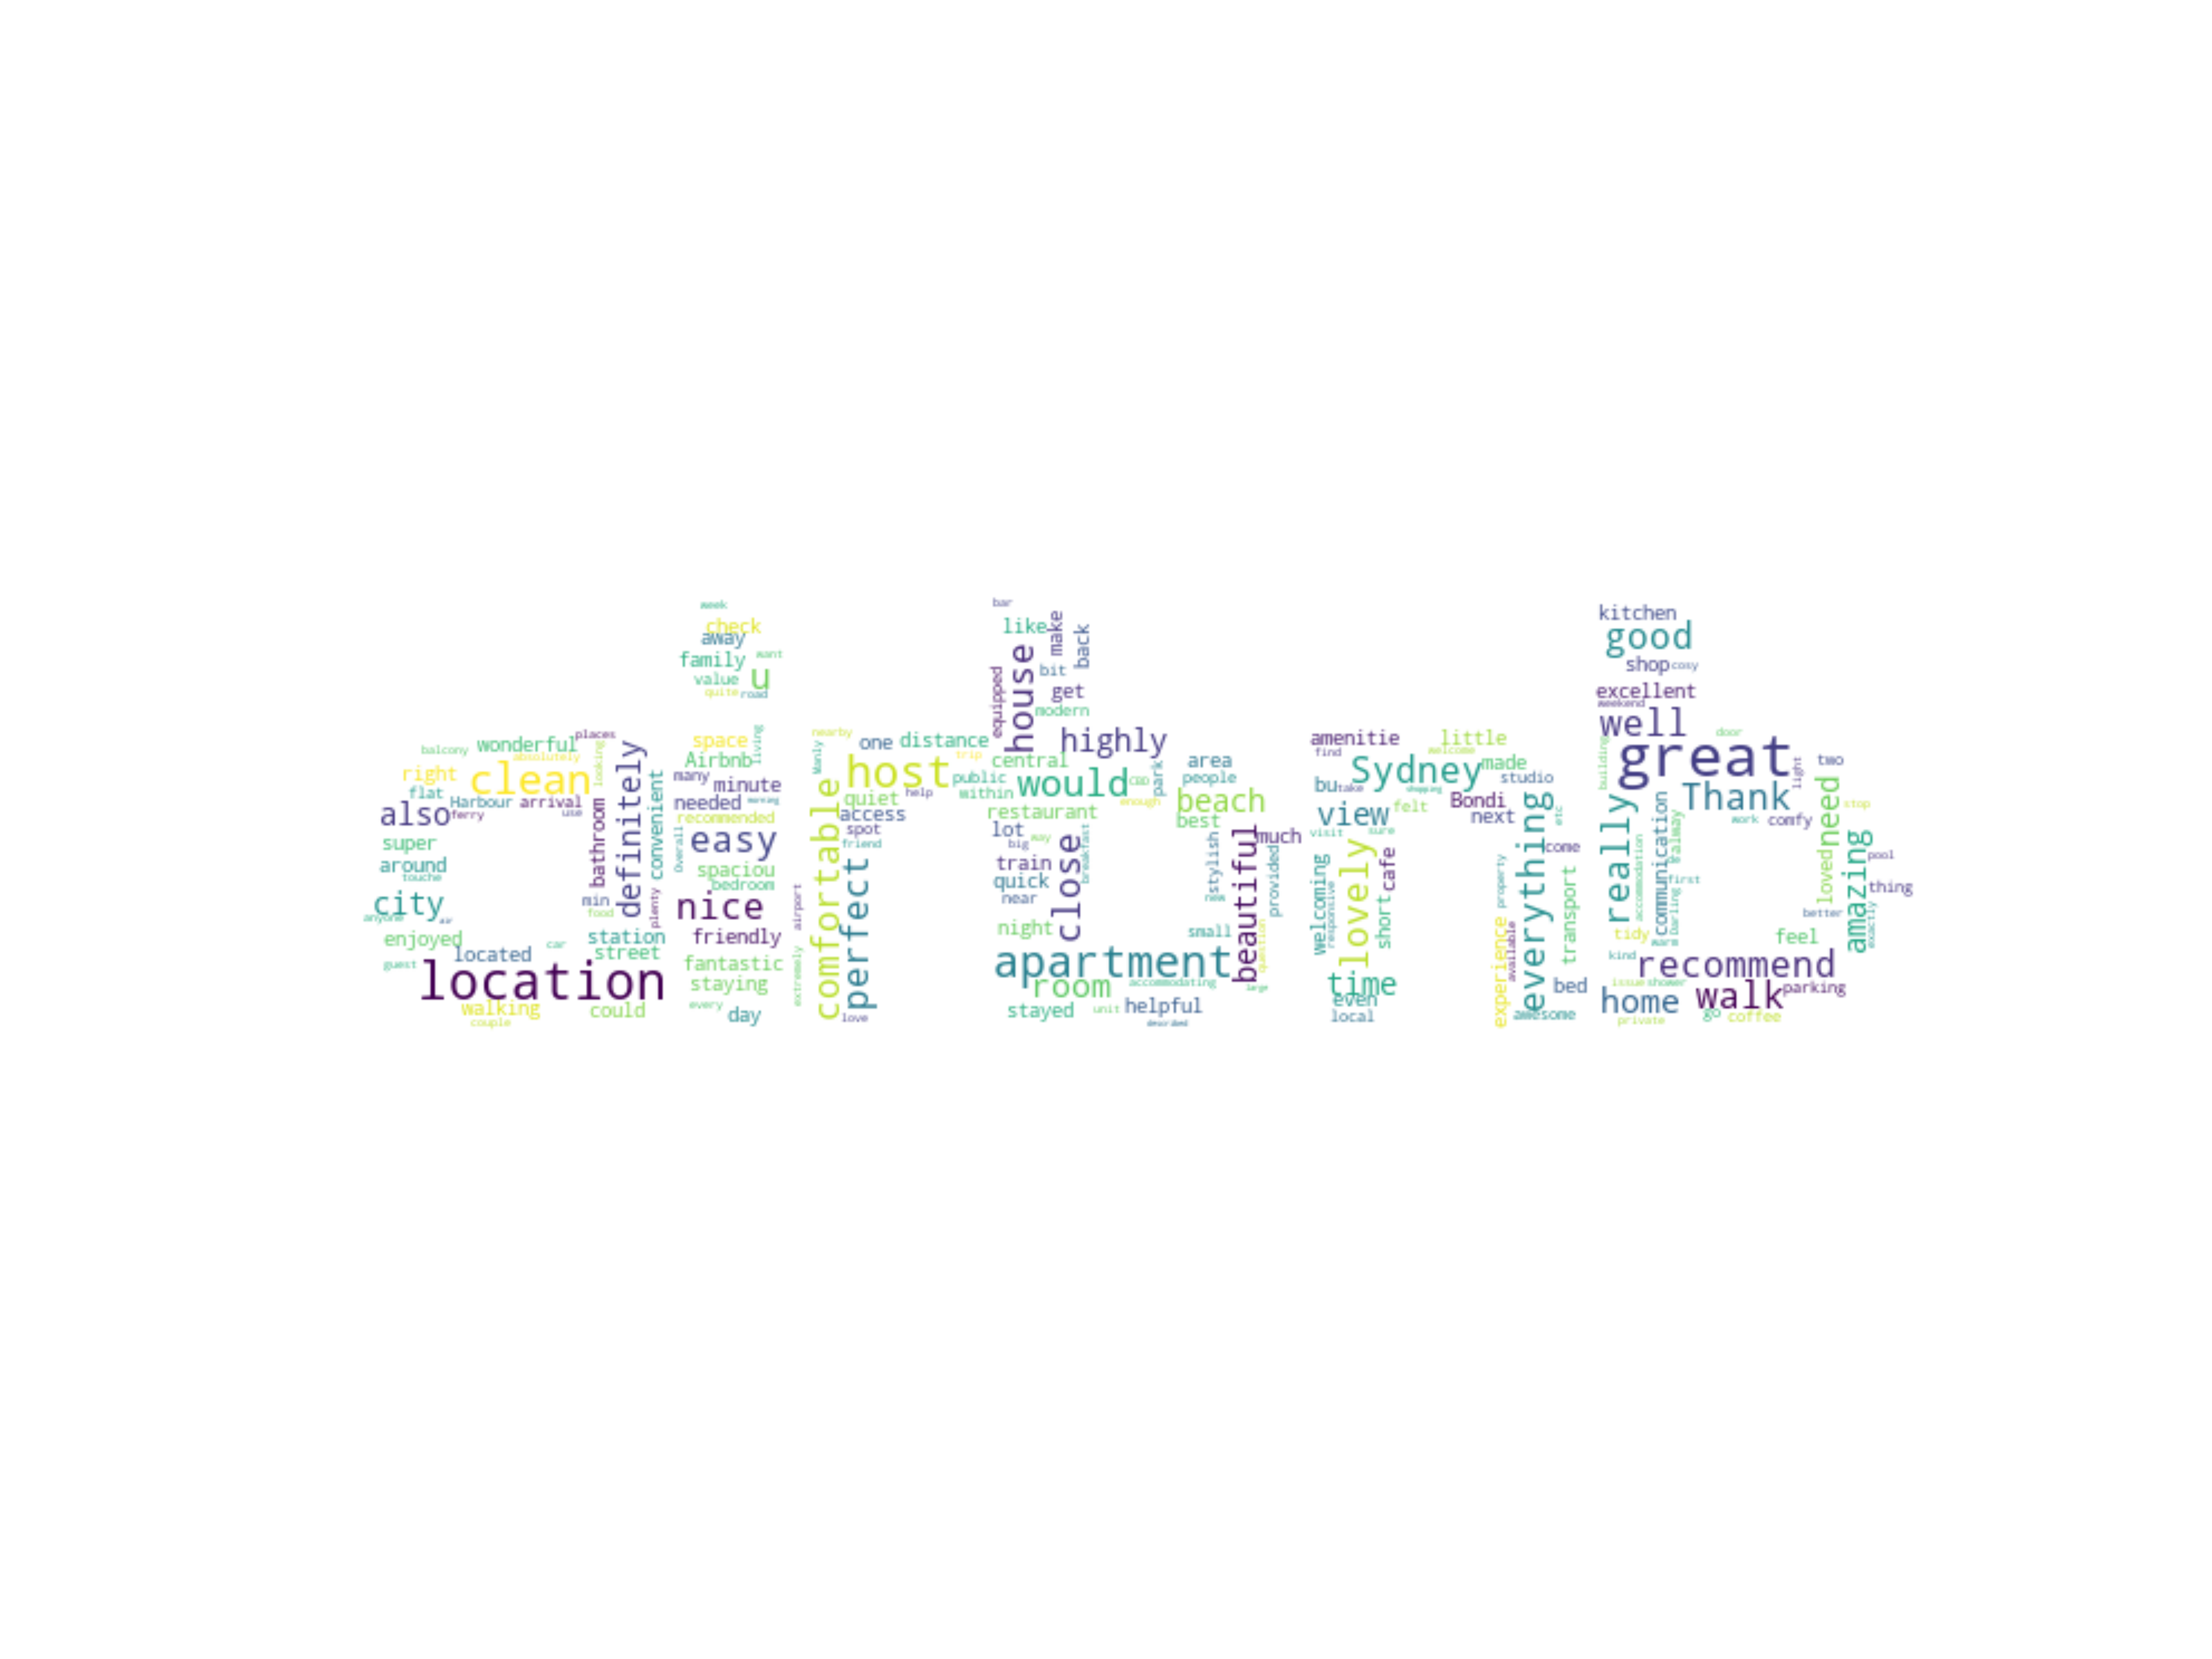 week
check
away
family want
value u
quite road
balcony wonderful places
absolutely
right clean looking
flat Harbour arrival
also ferry use
super
around
touche
city
anyone air
enjoyed
guest located car
location
walking could
couple
bathroom
definitely
convenient
min
food plenty
station
street
space living
Airbnb
many minute
needed morning
recommended
Overall easy
spaciou
bedroom
nice
friendly
airport
fantastic
staying
every day
extremely
nearby
Manly one distance
host trip
public
quiet help within
access
spot
friend
comfortable
perfect
love
bar
like make back
house bit
equipped get
modern
highly
central
would CBD park
enough
restaurant
lot
big way
train
quick close breakfast
near
night
apartment
room accommodating
stayed unit helpful
described
area
people
beach
best
stylish beautiful much
new provided
small question
large
amenitie little
find welcome
Sydney made
bu take shopping studio
view felt Bondi
visit sure next
welcoming lovely cafe
responsive short
time
even
local
everything etc
come
property
experience available transport
bed
awesome
kitchen
good
shop cosy
excellent
weekend
well door
building great light two
Thank need
work comfy stop
really communication railway
accommodation Darling first
loved amazing pool
thing
better exactly
tidy warm feel
kind recommend
issue shower
home walk parking
private go coffee